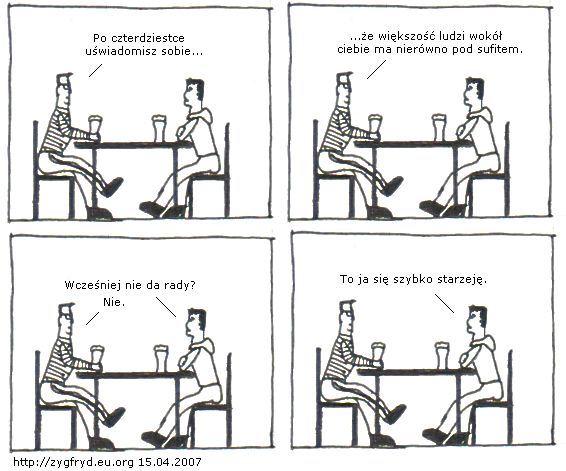 Po czterdziestce
uświadomisz sobie...
...że większość ludzi wokół
ciebie ma nierówno pod sufitem.
Wcześniej nie da rady?
Nie.
To ja się szybko starzeję.
http://zygfryd.eu.org 15.04.2007